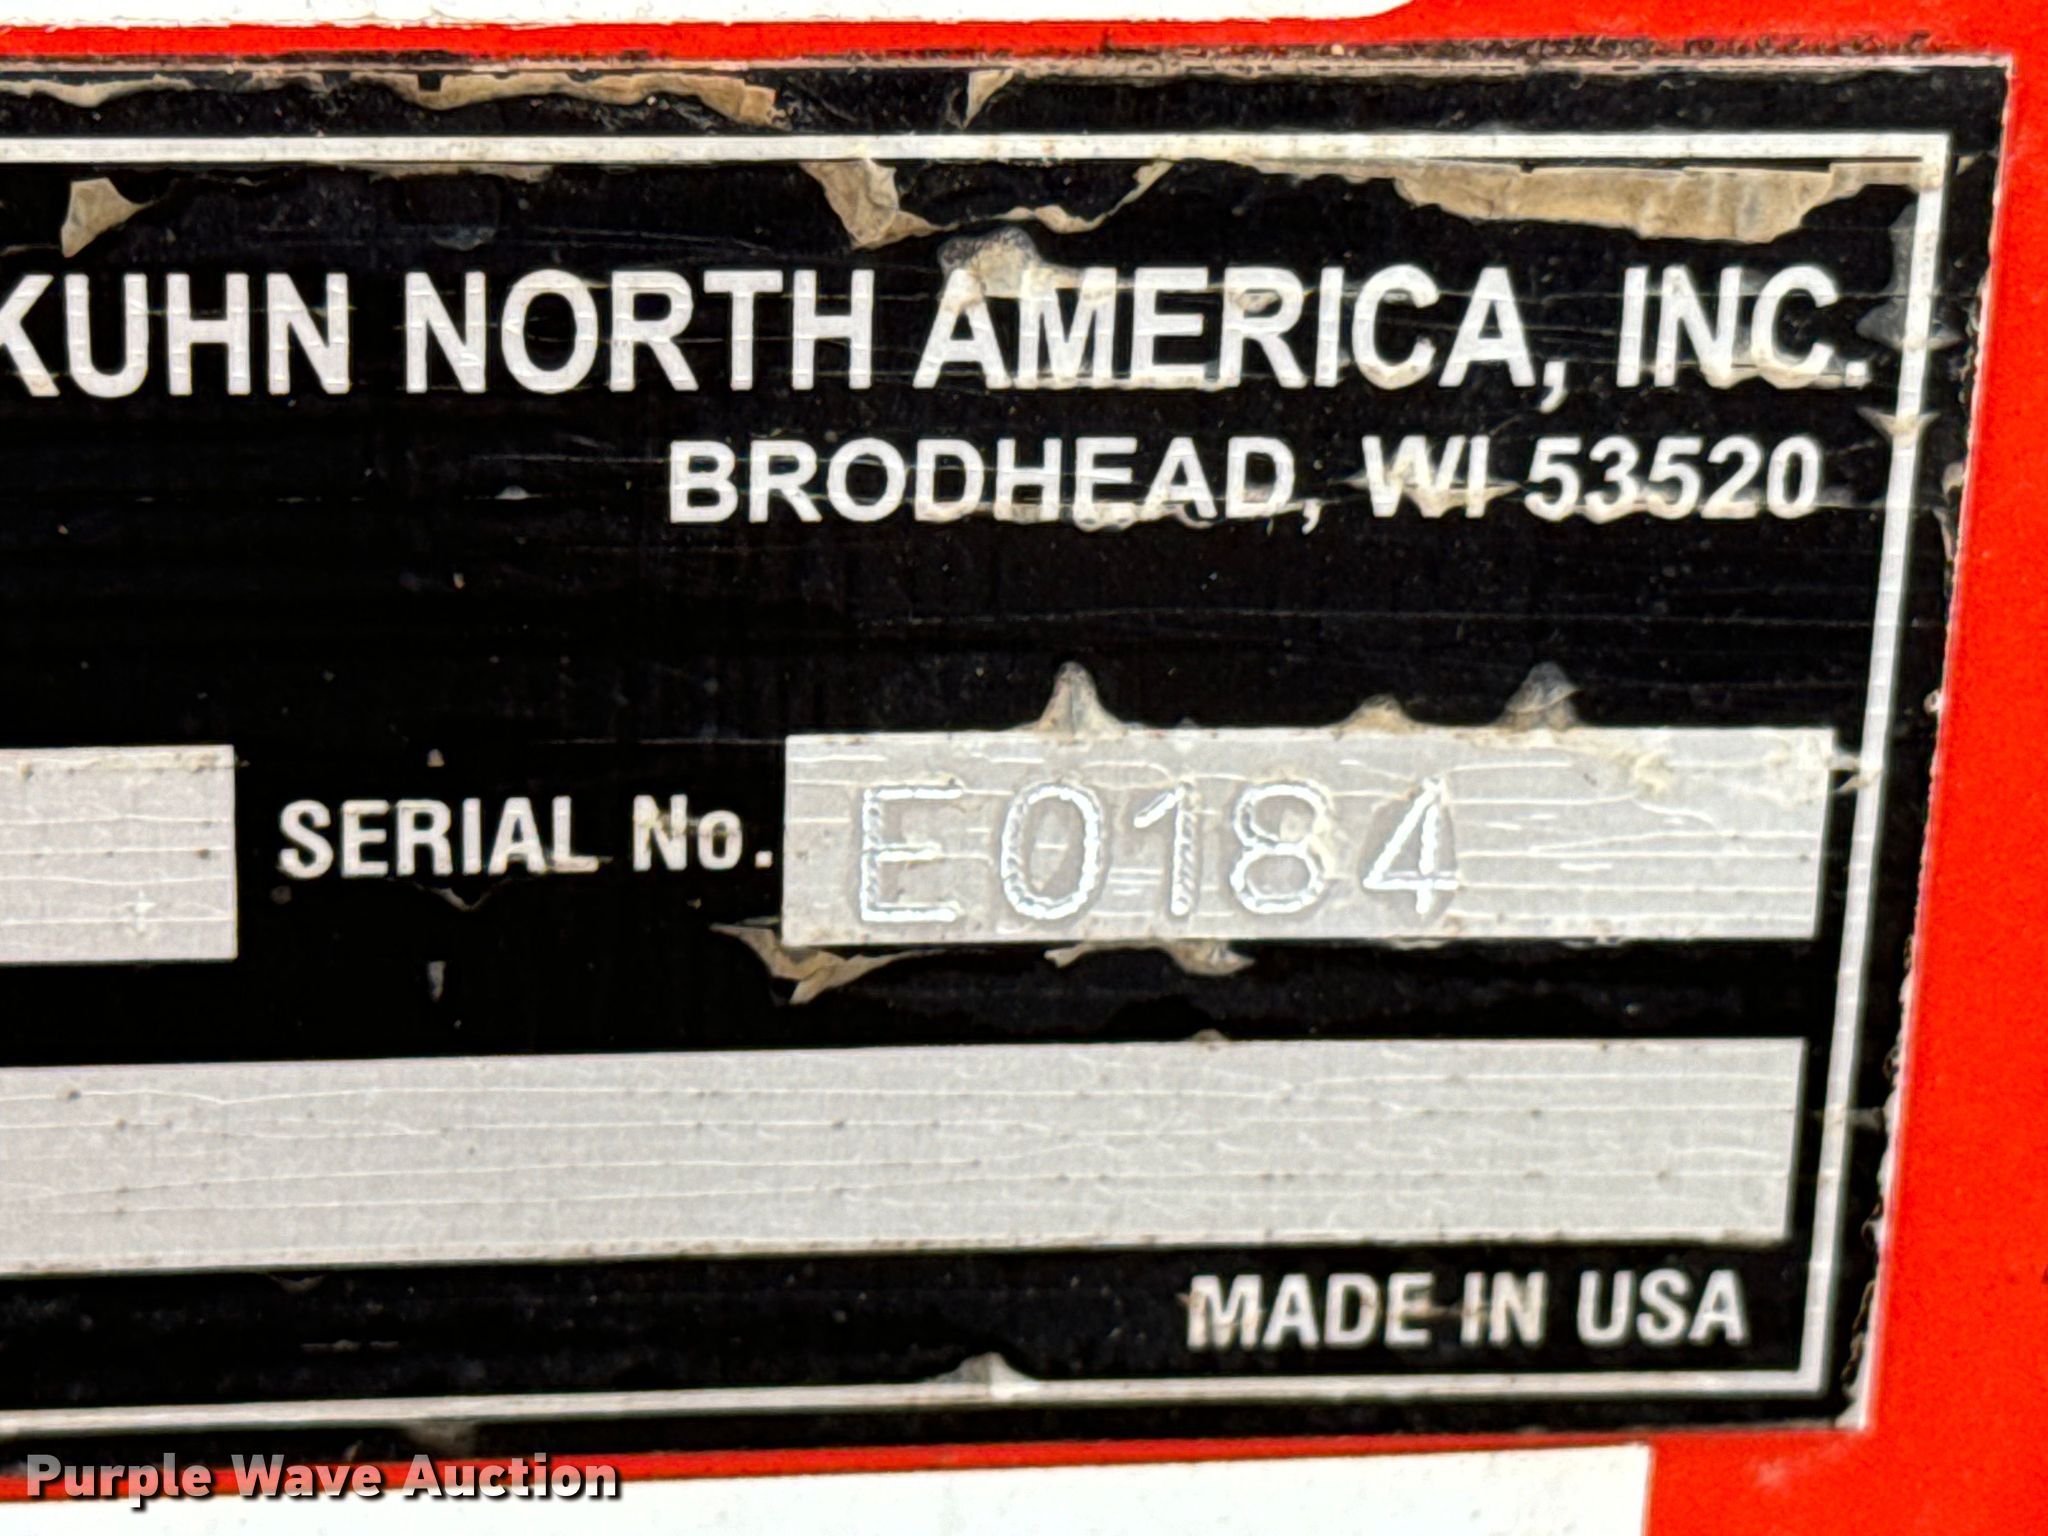 KUHN NORTH AMERICA, INC.
BRODHEAD, WI 53520
SERIAL No. E0184
MADE IN USA
Purple Wave Auction